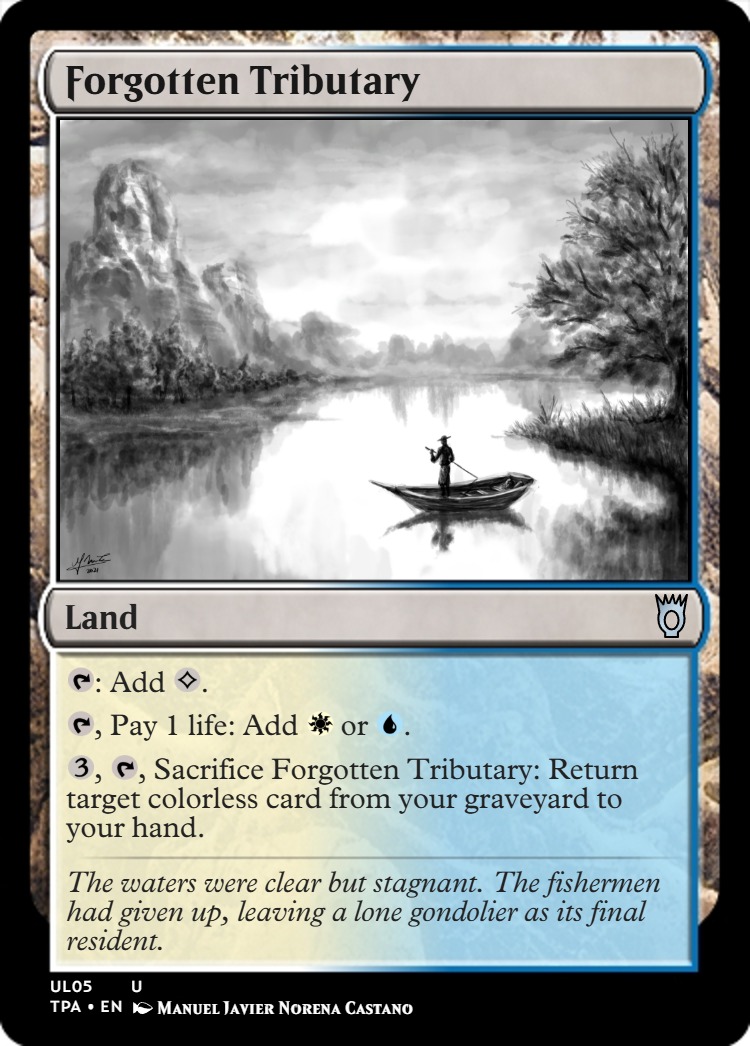 Forgotten Tributary
2021
Land
: Add .
, Pay 1 life: Add or .
3, , Sacrifice Forgotten Tributary: Return
target colorless card from your graveyard to
your hand.
The waters were clear but stagnant. The fishermen
had given up, leaving a lone gondolier as its final
resident.
UL05 U
TPA • EN Manuel Javier Norena Castano